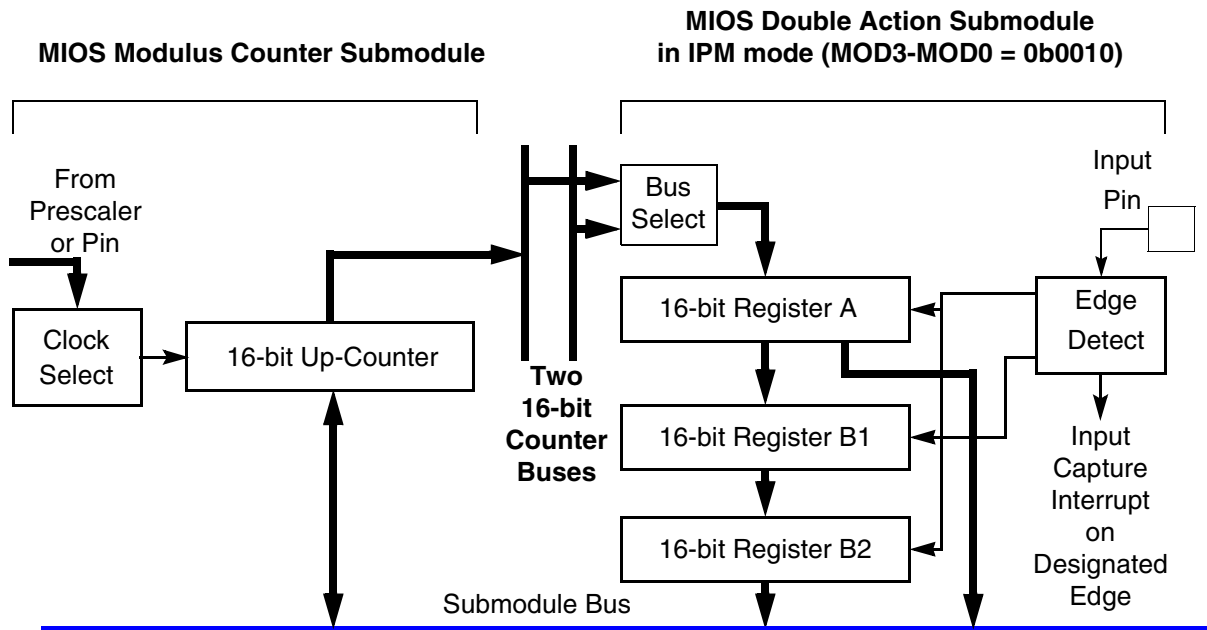 MIOS Modulus Counter Submodule
MIOS Double Action Submodule
in IPM mode (MOD3-MOD0 = 0b0010)
From
Prescaler
or Pin
Clock
Select
16-bit Up-Counter
Two
16-bit
Counter
Buses
Bus
Select
16-bit Register A
16-bit Register B1
16-bit Register B2
Input
Pin
Edge
Detect
Input
Capture
Interrupt
on
Designated
Edge
Submodule Bus